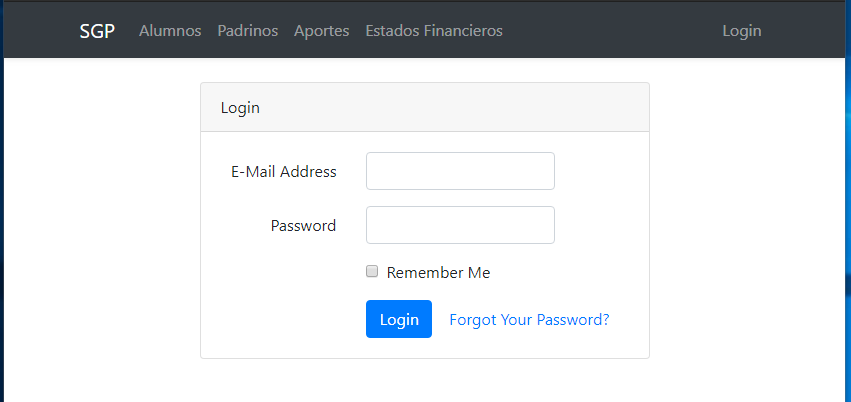 SGP Alumnos Padrinos Aportes Estados Financieros Login
Login
E-Mail Address
Password
Remember Me
Login Forgot Your Password?